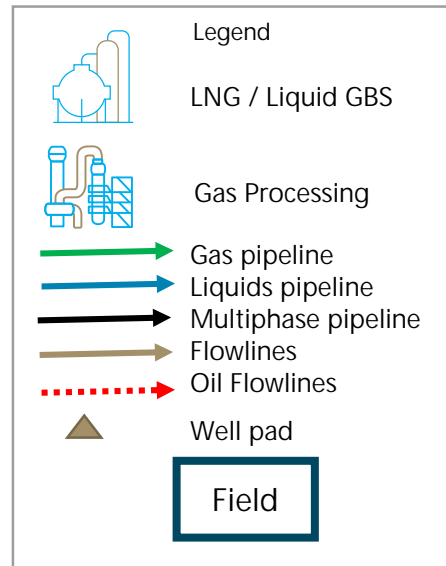 Legend
LNG / Liquid GBS
Gas Processing
Gas pipeline
Liquids pipeline
Multiphase pipeline
Flowlines
Oil Flowlines
Well pad
Field